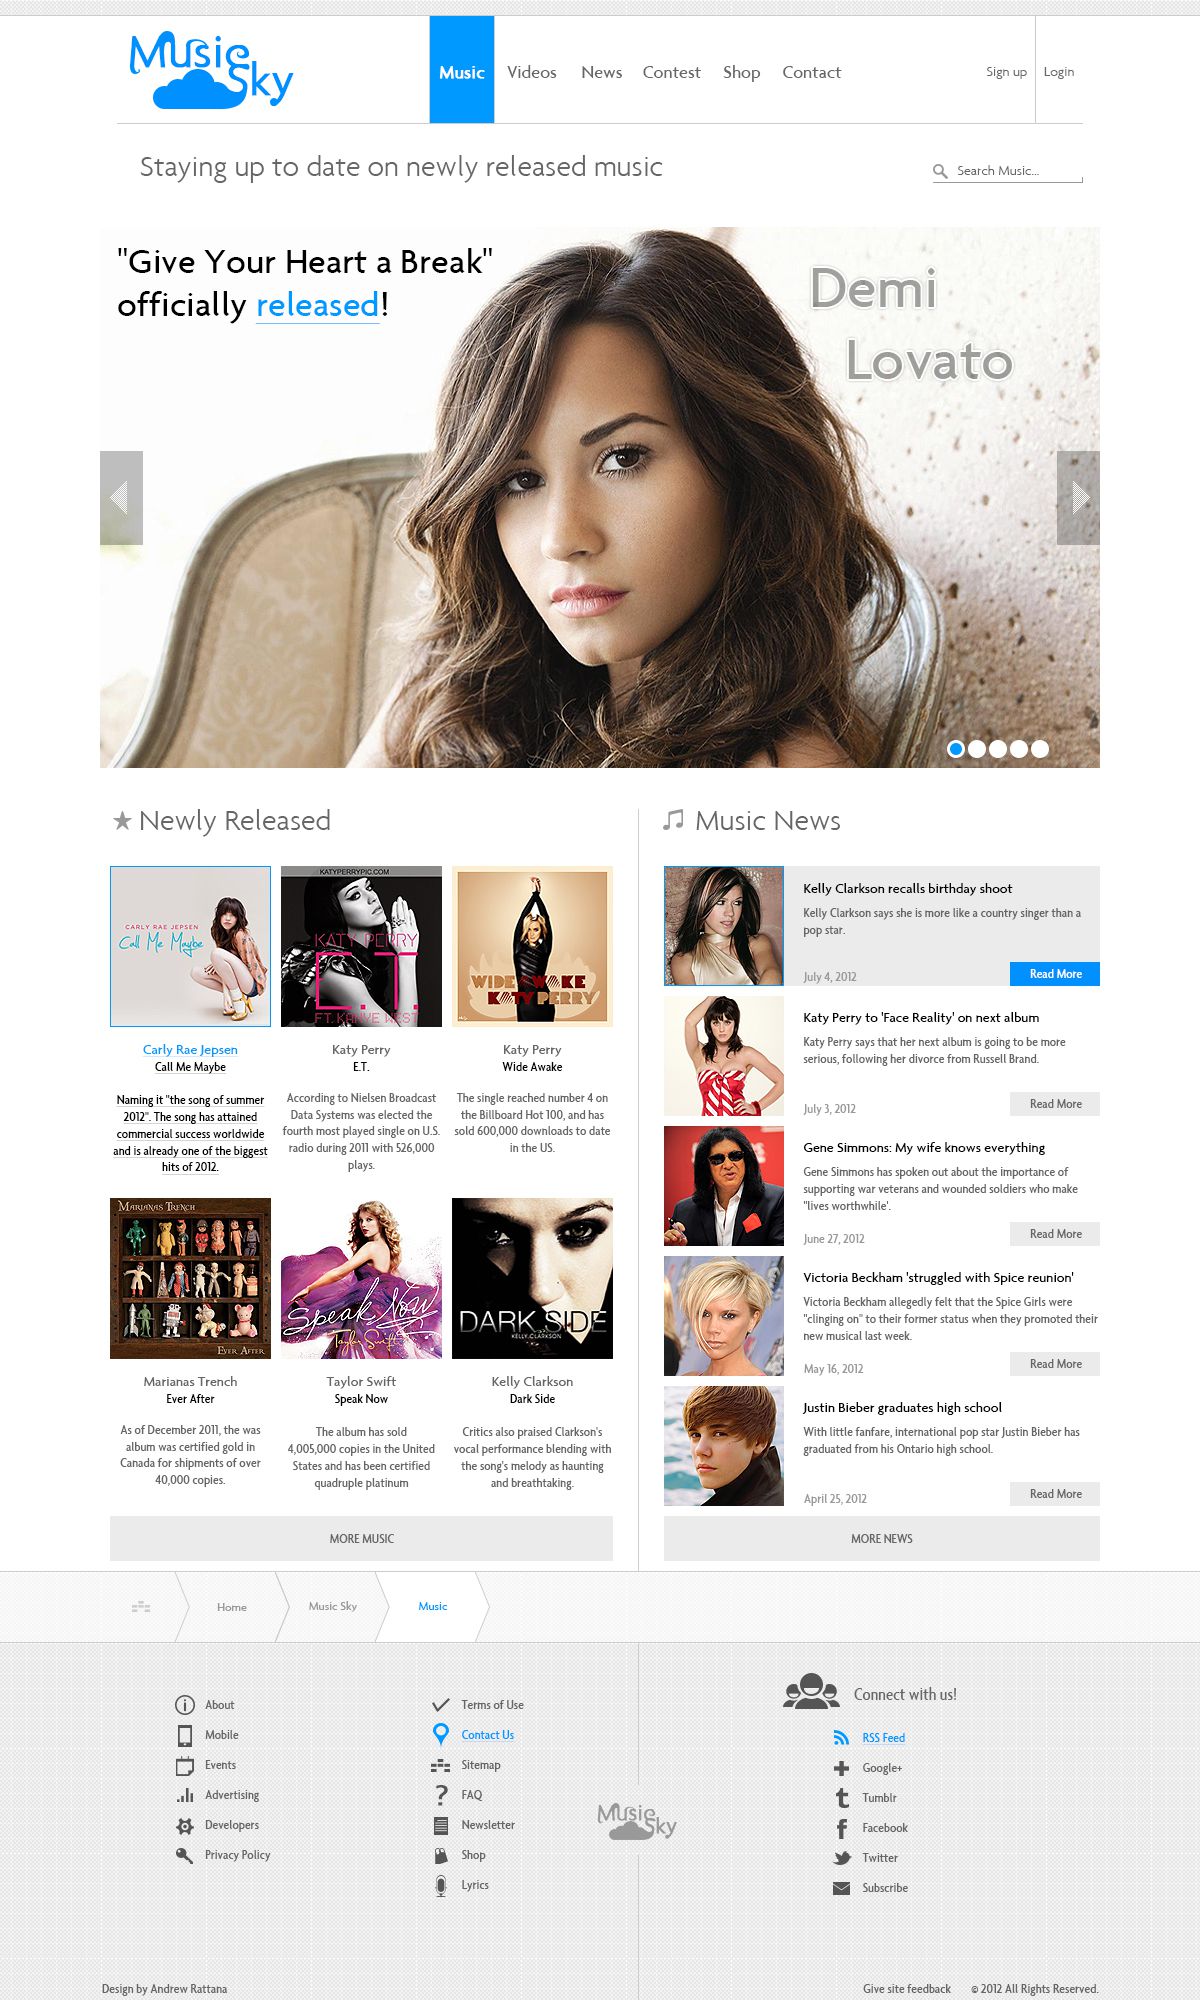 Music Sky
Music
Videos
News
Contest
Shop
Contact
Sign up
Login
Staying up to date on newly released music
Search Music...
"Give Your Heart a Break"
officially released!
Demi
Lovato
Newly Released
CARLY RAE JEPSEN
Call Me Maybe
KATYPERRYPIC.COM
KATY PERRY
E.T.
FT. KANYE WEST
WIDE AWAKE
KATY PERRY
Carly Rae Jepsen
Call Me Maybe
Naming it "the song of summer
2012". The song has attained
commercial success worldwide
and is already one of the biggest
hits of 2012.
Katy Perry
E.T.
According to Nielsen Broadcast
Data Systems was elected the
fourth most played single on U.S.
radio during 2011 with 526,000
plays.
Katy Perry
Wide Awake
The single reached number 4 on
the Billboard Hot 100, and has
sold 600,000 downloads to date
in the US.
MARIANAS TRENCH
EVER AFTER
Speak Now
Taylor Swift
DARK SIDE
KELLY CLARKSON
Marianas Trench
Ever After
As of December 2011, the was
album was certified gold in
Canada for shipments of over
40,000 copies.
Taylor Swift
Speak Now
The album has sold
4,005,000 copies in the United
States and has been certified
quadruple platinum
Kelly Clarkson
Dark Side
Critics also praised Clarkson's
vocal performance blending with
the song's melody as haunting
and breathtaking.
MORE MUSIC
Music News
Kelly Clarkson recalls birthday shoot
Kelly Clarkson says she is more like a country singer than a
pop star.
July 4, 2012
Read More
Katy Perry to 'Face Reality' on next album
Katy Perry says that her next album is going to be more
serious, following her divorce from Russell Brand.
July 3, 2012
Read More
Gene Simmons: My wife knows everything
Gene Simmons has spoken out about the importance of
supporting war veterans and wounded soldiers who make
"lives worthwhile'.
June 27, 2012
Read More
Victoria Beckham 'struggled with Spice reunion'
Victoria Beckham allegedly felt that the Spice Girls were
"clinging on" to their former status when they promoted their
new musical last week.
May 16, 2012
Read More
Justin Bieber graduates high school
With little fanfare, international pop star Justin Bieber has
graduated from his Ontario high school.
April 25, 2012
Read More
MORE NEWS
Home
Music Sky
Music
About
Mobile
Events
Advertising
Developers
Privacy Policy
Terms of Use
Contact Us
Sitemap
FAQ
Newsletter
Shop
Lyrics
Music Sky
Connect with us!
RSS Feed
Google+
Tumblr
Facebook
Twitter
Subscribe
Design by Andrew Rattana
Give site feedback
© 2012 All Rights Reserved.